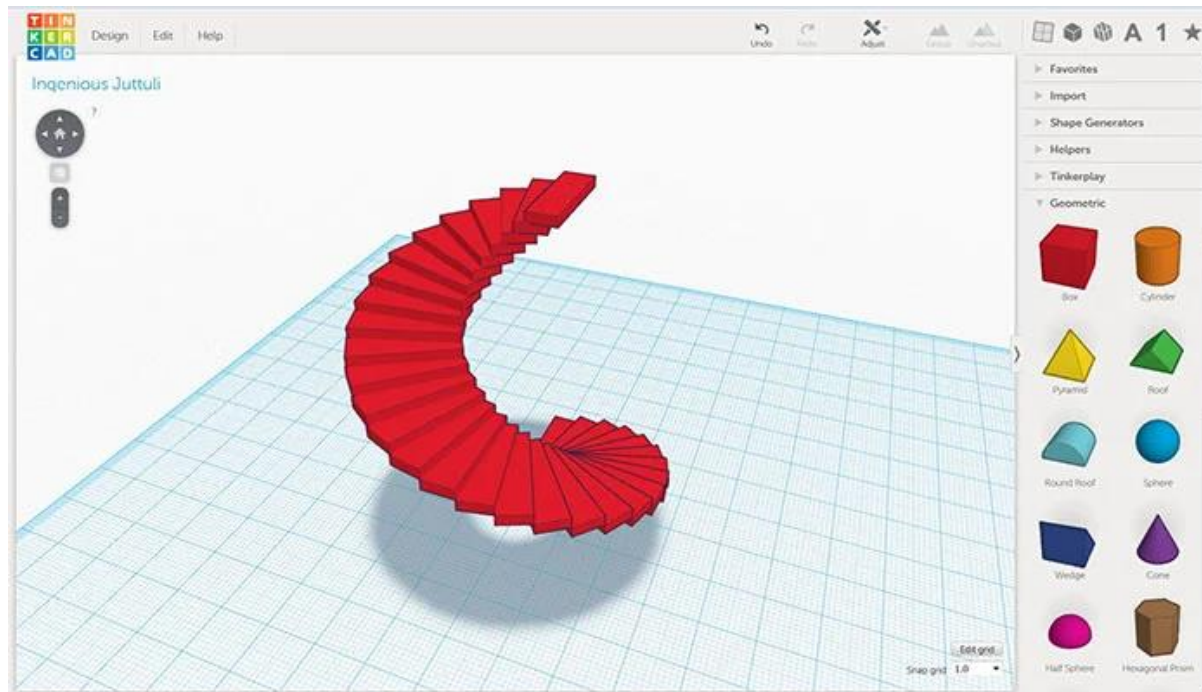 TIN
KER
CAD
Design
Edit
Help
Undo
Redo
Adjust
Group
Ungroup
A 1
Ingenious Juttuli
?
Favorites
Import
Shape Generators
Helpers
Tinkerplay
Geometric
Box
Cylinder
Pyramid
Roof
Round Roof
Sphere
Wedge
Cone
Half Sphere
Hexagonal Prism
Edit grid
Snap grid 1.0